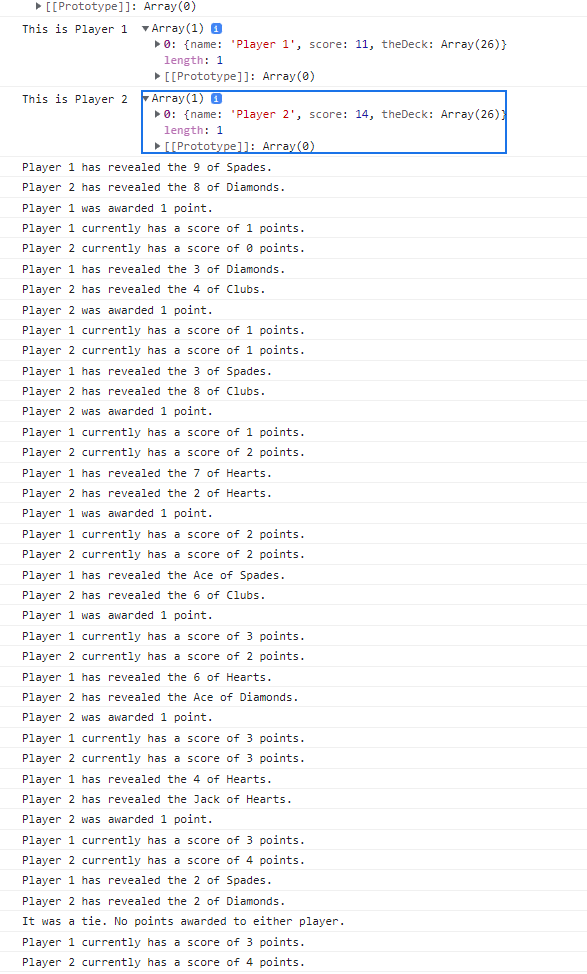 [[Prototype]]: Array(0)
This is Player 1 Array(1) i
0: {name: 'Player 1', score: 11, theDeck: Array(26)}
length: 1
[[Prototype]]: Array(0)
This is Player 2 Array(1) i
0: {name: 'Player 2', score: 14, theDeck: Array(26)}
length: 1
[[Prototype]]: Array(0)
Player 1 has revealed the 9 of Spades.
Player 2 has revealed the 8 of Diamonds.
Player 1 was awarded 1 point.
Player 1 currently has a score of 1 points.
Player 2 currently has a score of 0 points.
Player 1 has revealed the 3 of Diamonds.
Player 2 has revealed the 4 of Clubs.
Player 2 was awarded 1 point.
Player 1 currently has a score of 1 points.
Player 2 currently has a score of 1 points.
Player 1 has revealed the 3 of Spades.
Player 2 has revealed the 8 of Clubs.
Player 2 was awarded 1 point.
Player 1 currently has a score of 1 points.
Player 2 currently has a score of 2 points.
Player 1 has revealed the 7 of Hearts.
Player 2 has revealed the 2 of Hearts.
Player 1 was awarded 1 point.
Player 1 currently has a score of 2 points.
Player 2 currently has a score of 2 points.
Player 1 has revealed the Ace of Spades.
Player 2 has revealed the 6 of Clubs.
Player 1 was awarded 1 point.
Player 1 currently has a score of 3 points.
Player 2 currently has a score of 2 points.
Player 1 has revealed the 6 of Hearts.
Player 2 has revealed the Ace of Diamonds.
Player 2 was awarded 1 point.
Player 1 currently has a score of 3 points.
Player 2 currently has a score of 3 points.
Player 1 has revealed the 4 of Hearts.
Player 2 has revealed the Jack of Hearts.
Player 2 was awarded 1 point.
Player 1 currently has a score of 3 points.
Player 2 currently has a score of 4 points.
Player 1 has revealed the 2 of Spades.
Player 2 has revealed the 2 of Diamonds.
It was a tie. No points awarded to either player.
Player 1 currently has a score of 3 points.
Player 2 currently has a score of 4 points.